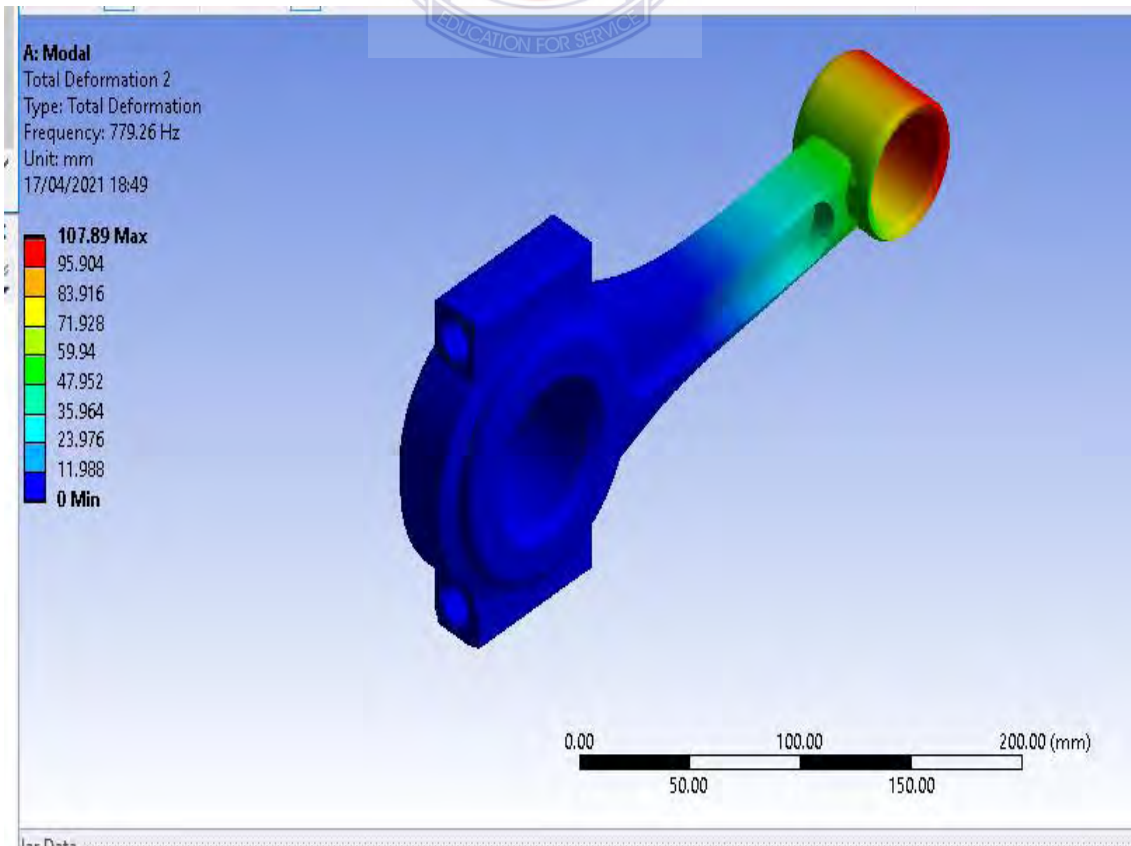 EDUCATION FOR SERVICE
A: Modal
Total Deformation 2
Type: Total Deformation
Frequency: 779.26 Hz
Unit: mm
17/04/2021 18:49
107.89 Max
95.904
83.916
71.928
59.94
47.952
35.964
23.976
11.988
0 Min
0.00 100.00 200.00 (mm)
50.00 150.00